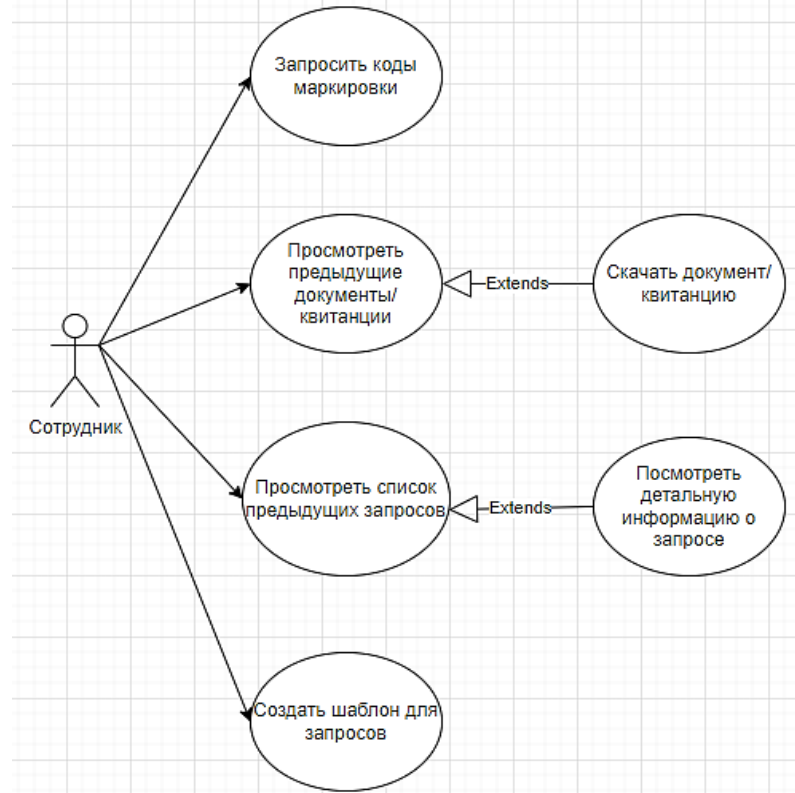 Запросить коды
маркировки
Просмотреть
предыдущие
документы/
квитанции
Extends
Скачать документ/
квитанцию
Сотрудник
Просмотреть список
предыдущих запросов
Extends
Посмотреть
детальную
информацию о
запросе
Создать шаблон для
запросов